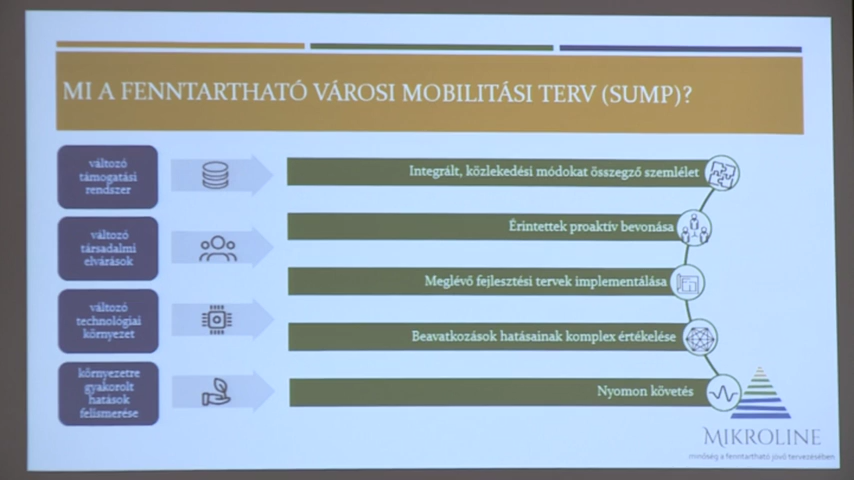 MI A FENNTARTHATÓ VÁROSI MOBILITÁSI TERV (SUMP)?
változó
támogatási
rendszer
változó
társadalmi
elvárások
változó
technológiai
környezet
környezetre
gyakorolt
hatások
felismerése
Integrált, közlekedési módokat összegző szemlélet
Érintettek proaktív bevonása
Meglévő fejlesztési tervek implementálása
Beavatkozások hatásainak komplex értékelése
Nyomon követés
MIKROLINE
minőség a fenntartható jövő tervezésében